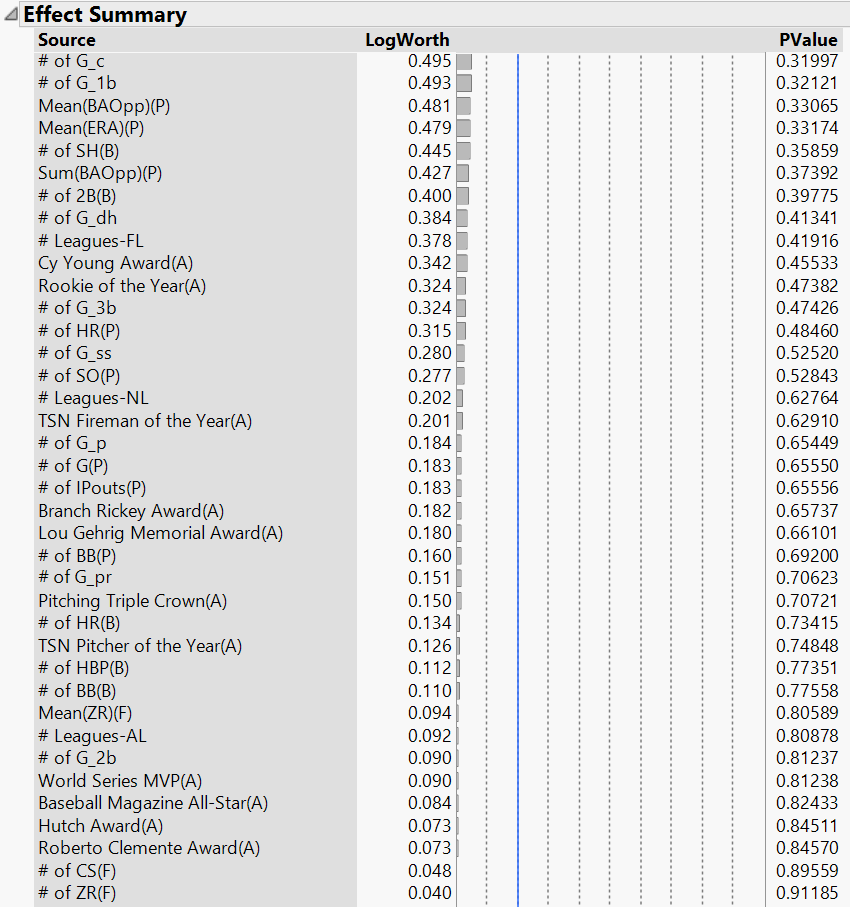 Effect Summary
Source LogWorth PValue
# of G_c 0.495 0.31997
# of G_1b 0.493 0.32121
Mean(BAOpp)(P) 0.481 0.33065
Mean(ERA)(P) 0.479 0.33174
# of SH(B) 0.445 0.35859
Sum(BAOpp)(P) 0.427 0.37392
# of 2B(B) 0.400 0.39775
# of G_dh 0.384 0.41341
# Leagues-FL 0.378 0.41916
Cy Young Award(A) 0.342 0.45533
Rookie of the Year(A) 0.324 0.47382
# of G_3b 0.324 0.47426
# of HR(P) 0.315 0.48460
# of G_ss 0.280 0.52520
# of SO(P) 0.277 0.52843
# Leagues-NL 0.202 0.62764
TSN Fireman of the Year(A) 0.201 0.62910
# of G_p 0.184 0.65449
# of G(P) 0.183 0.65550
# of IPouts(P) 0.183 0.65556
Branch Rickey Award(A) 0.182 0.65737
Lou Gehrig Memorial Award(A) 0.180 0.66101
# of BB(P) 0.160 0.69200
# of G_pr 0.151 0.70623
Pitching Triple Crown(A) 0.150 0.70721
# of HR(B) 0.134 0.73415
TSN Pitcher of the Year(A) 0.126 0.74848
# of HBP(B) 0.112 0.77351
# of BB(B) 0.110 0.77558
Mean(ZR)(F) 0.094 0.80589
# Leagues-AL 0.092 0.80878
# of G_2b 0.090 0.81237
World Series MVP(A) 0.090 0.81238
Baseball Magazine All-Star(A) 0.084 0.82433
Hutch Award(A) 0.073 0.84511
Roberto Clemente Award(A) 0.073 0.84570
# of CS(F) 0.048 0.89559
# of ZR(F) 0.040 0.91185